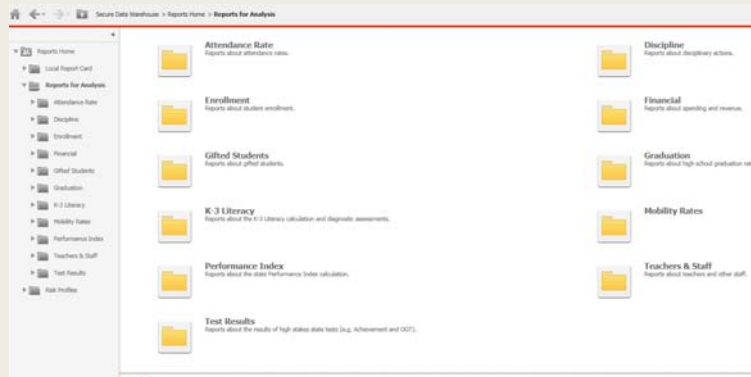 Secure Data Warehouse > Reports Home > Reports for Analysis
Reports Home
Local Report Card
Reports for Analysis
Attendance Rate
Discipline
Enrollment
Financial
Gifted Students
Graduation
K-3 Literacy
Mobility Rates
Performance Index
Teachers & Staff
Test Results
Risk Profiles
Attendance Rate
Reports about attendance rates.
Discipline
Reports about disciplinary actions.
Enrollment
Reports about student enrollment.
Financial
Reports about spending and revenue.
Gifted Students
Reports about gifted students.
Graduation
Reports about high school graduation rat
K-3 Literacy
Reports about the K-3 Literacy calculation and diagnostic assessments.
Mobility Rates
Performance Index
Reports about the state Performance Index calculation.
Teachers & Staff
Reports about teachers and other staff.
Test Results
Reports about the results of high stakes state tests (e.g. Achievement and OGT).